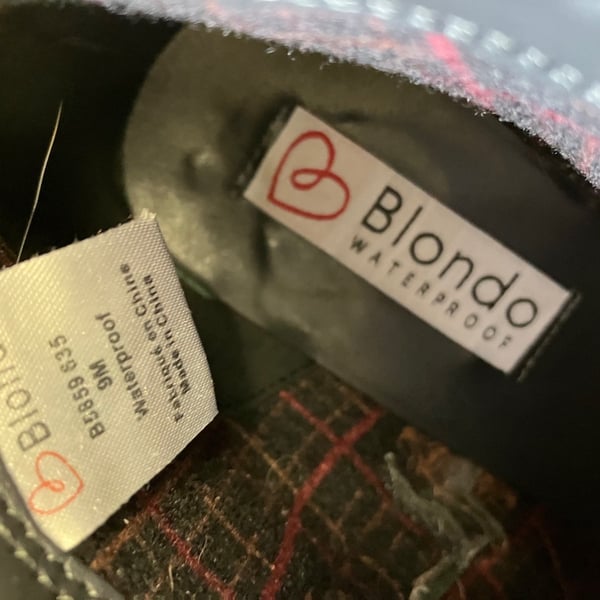 Blondo
WATERPROOF
Blondo
B5859 635
9M
Waterproof
Fabriqué en Chine
Made in China